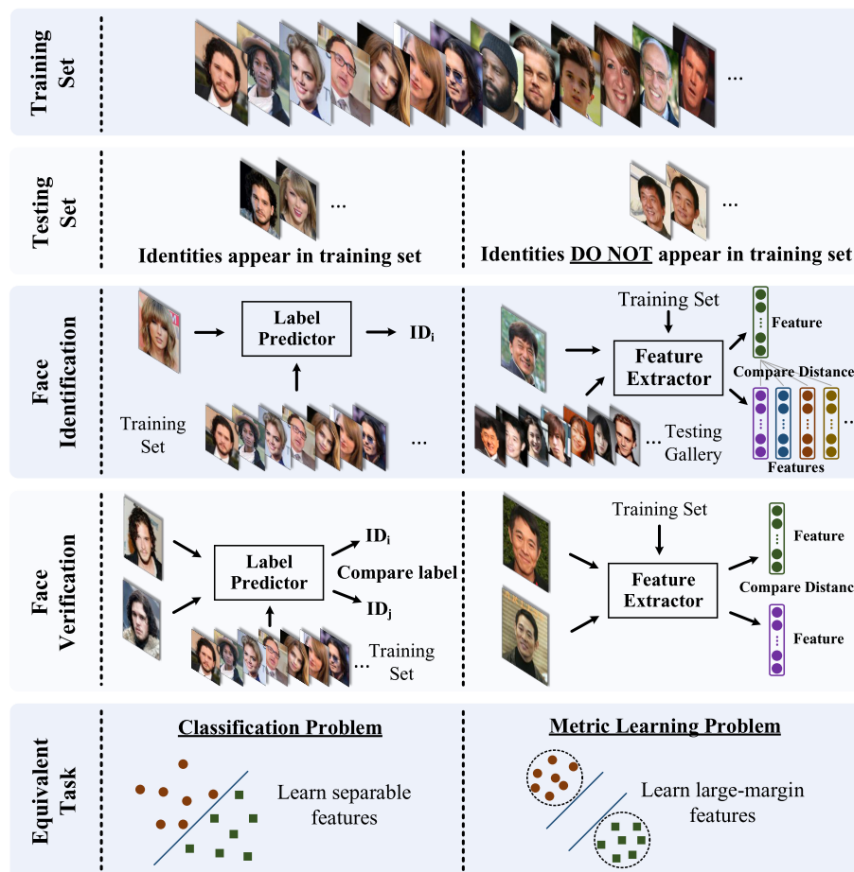 Training
Set
...
Testing
Set
...
Identities appear in training set
...
Identities DO NOT appear in training set
Face
Identification
Label
Predictor
IDi
Training
Set
...
Training Set
Feature
Extractor
Feature
Compare Distance
... Testing
Gallery
...
Features
Face
Verification
Label
Predictor
IDi
Compare label
IDj
... Training
Set
Training Set
Feature
Extractor
Feature
Compare Distance
Feature
Equivalent
Task
Classification Problem
Learn separable
features
Metric Learning Problem
Learn large-margin
features